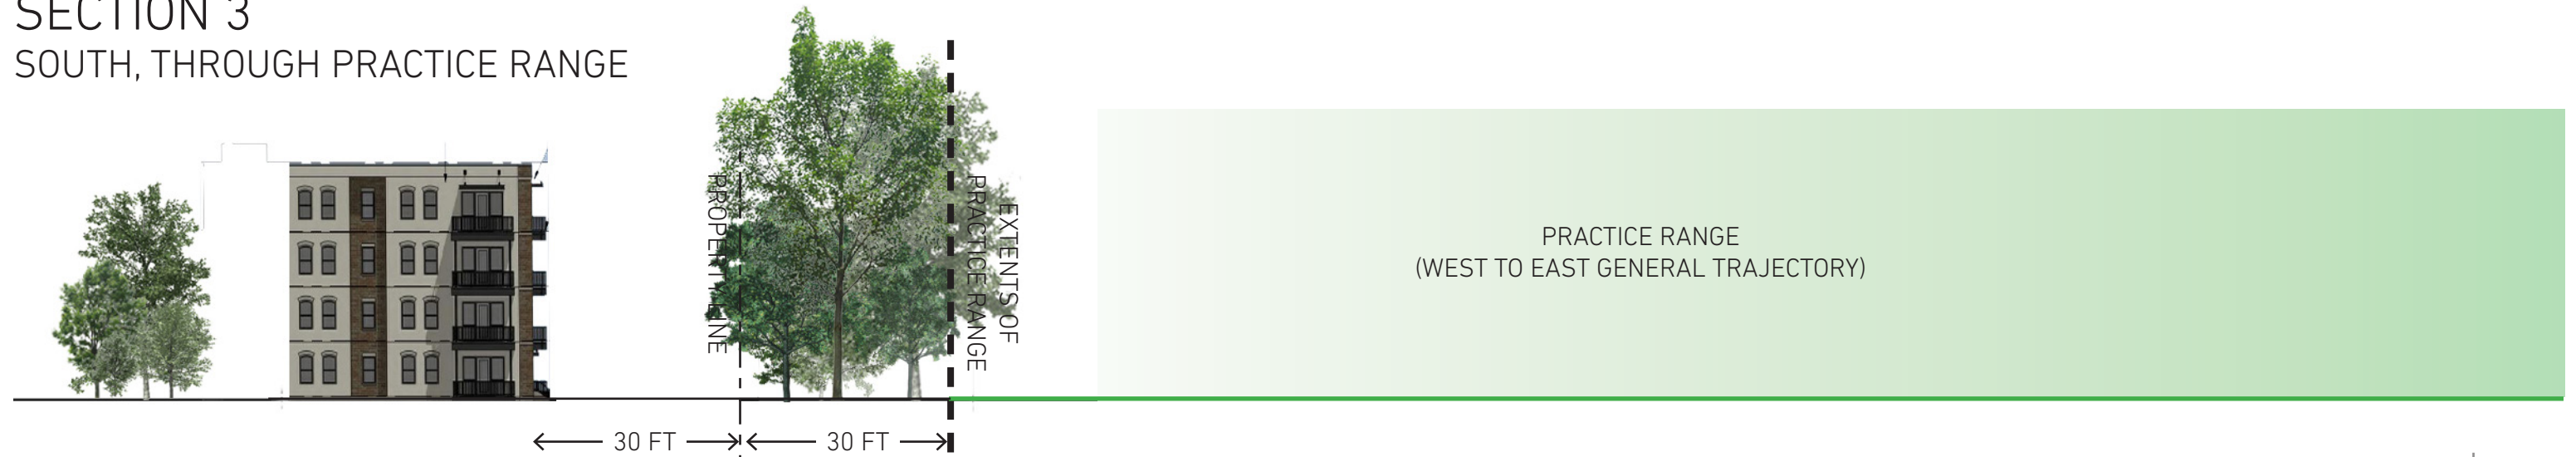 SECTION 3
SOUTH, THROUGH PRACTICE RANGE
PROPERTY LINE
EXTENTS OF
PRACTICE RANGE
PRACTICE RANGE
(WEST TO EAST GENERAL TRAJECTORY)
30 FT
30 FT